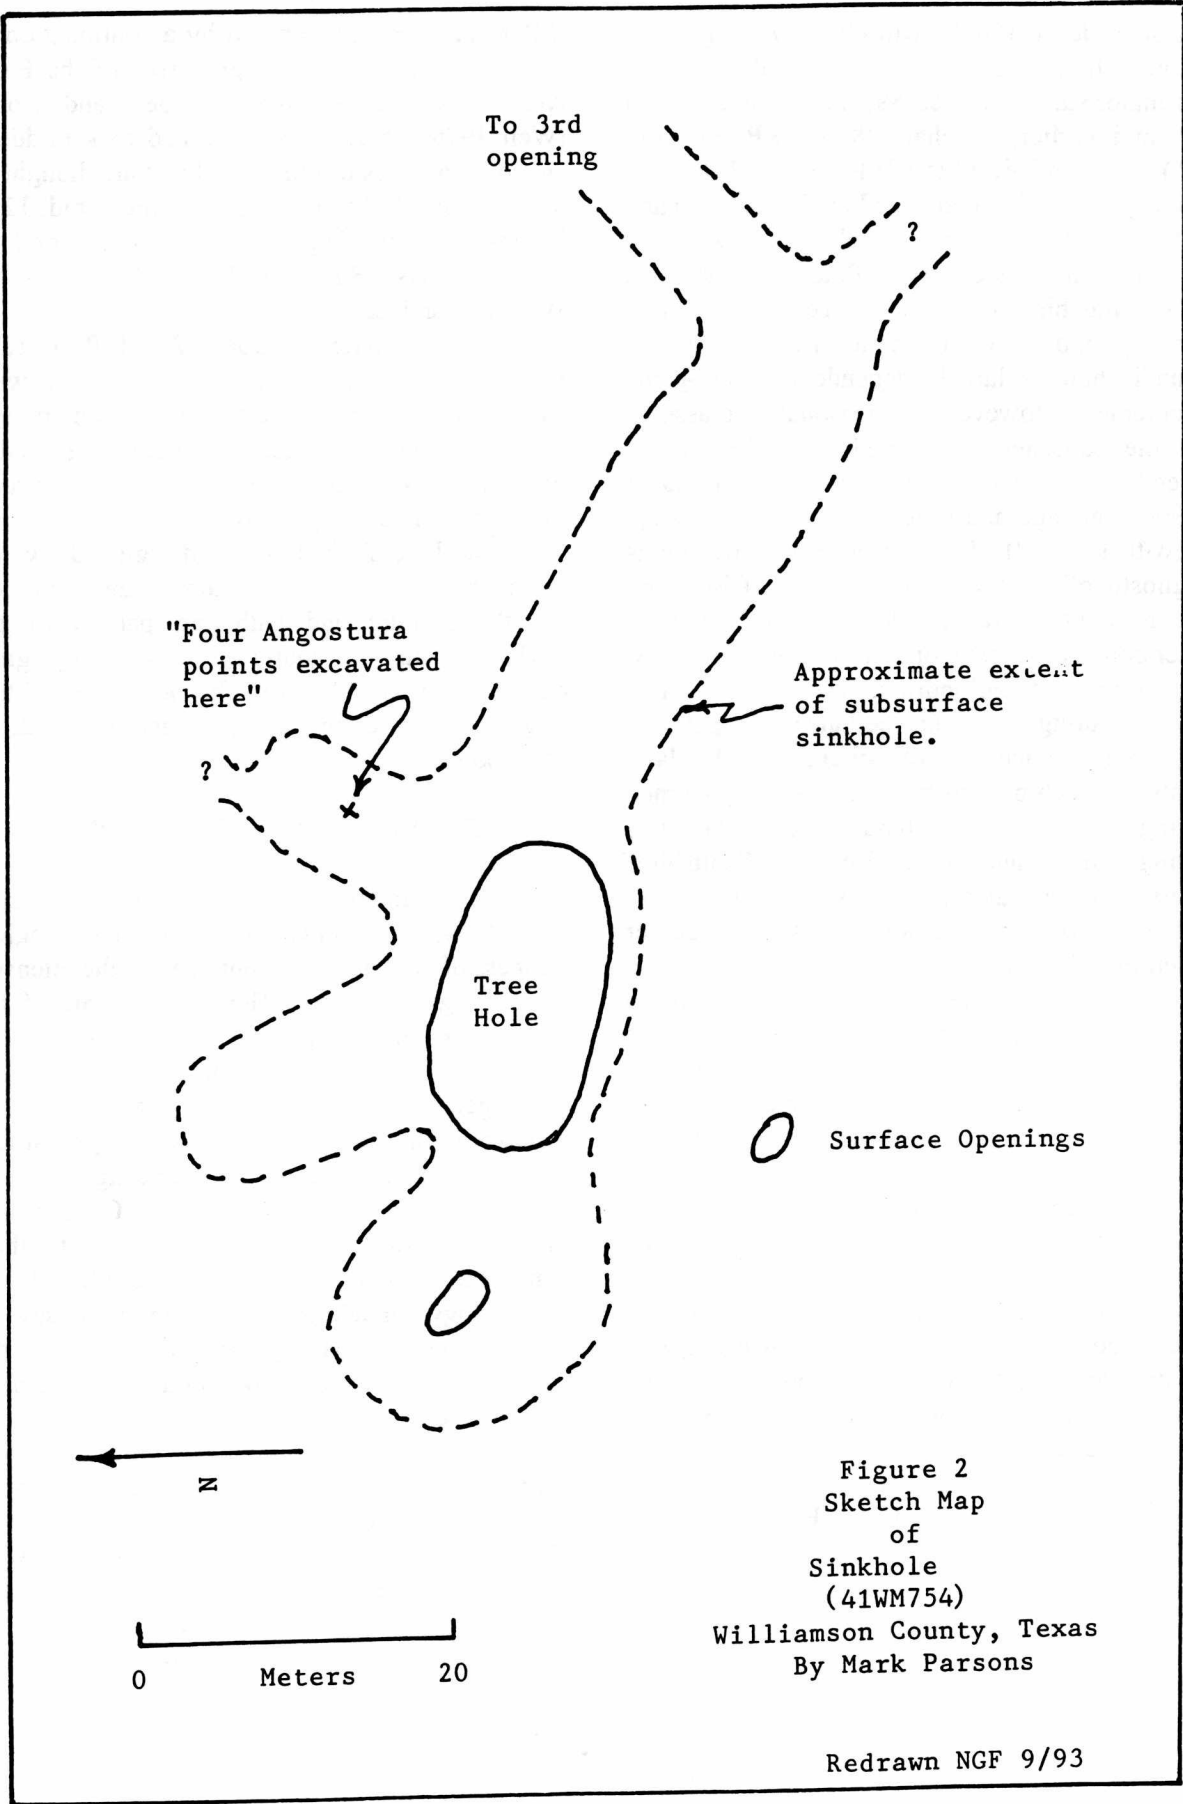 To 3rd
opening
?
"Four Angostura
points excavated
here"
Approximate extent
of subsurface
sinkhole.
?
Tree
Hole
Surface Openings
N
Figure 2
Sketch Map
of
Sinkhole
(41WM754)
Williamson County, Texas
By Mark Parsons
0 Meters 20
Redrawn NGF 9/93